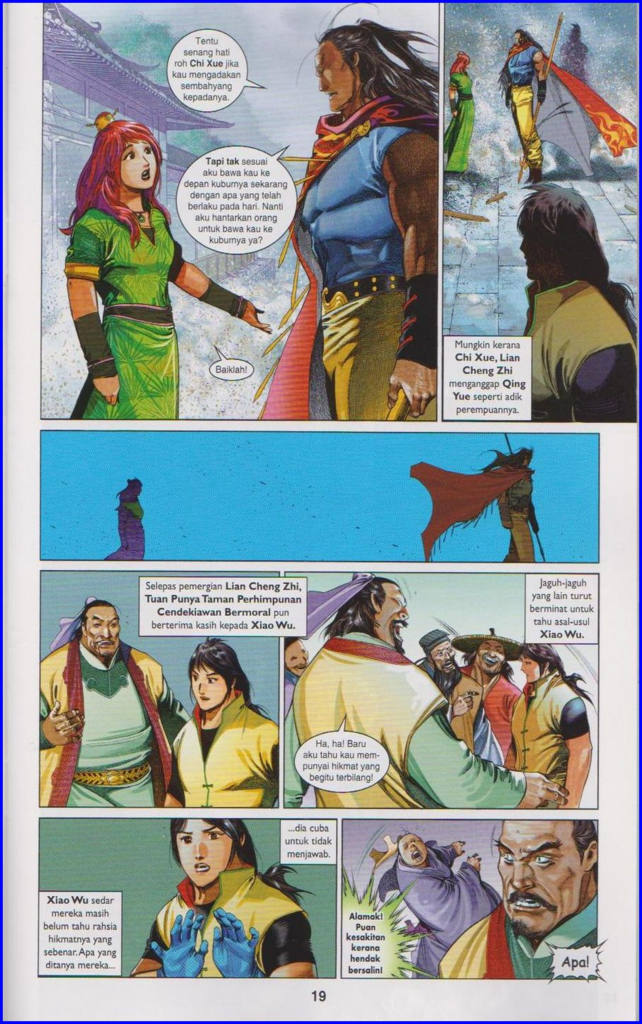 Tentu
senang hati
roh Chi Xue jika
kau mengadakan
sembahyang
kepadanya.
Tapi tak sesuai
aku bawa kau ke
depan kuburnya sekarang
dengan apa yang telah
berlaku pada hari. Nanti
aku hantarkan orang
untuk bawa kau ke
kuburnya ya?
Baiklah!
Mungkin kerana
Chi Xue, Lian
Cheng Zhi
menganggap Qing
Yue seperti adik
perempuannya.
Selepas pemergian Lian Cheng Zhi,
Tuan Punya Taman Perhimpunan
Cendekiawan Bermoral pun
berterima kasih kepada Xiao Wu.
Ha, ha! Baru
aku tahu kau mem-
punyai hikmat yang
begitu terbilang!
Jaguh-jaguh
yang lain turut
berminat untuk
tahu asal-usul
Xiao Wu.
Xiao Wu sedar
mereka masih
belum tahu rahsia
hikmatnya yang
sebenar. Apa yang
ditanya mereka...
...dia cuba
untuk tidak
menjawab.
Alamak!
Puan
kesakitan
kerana
hendak
bersalin!
Apa!
19